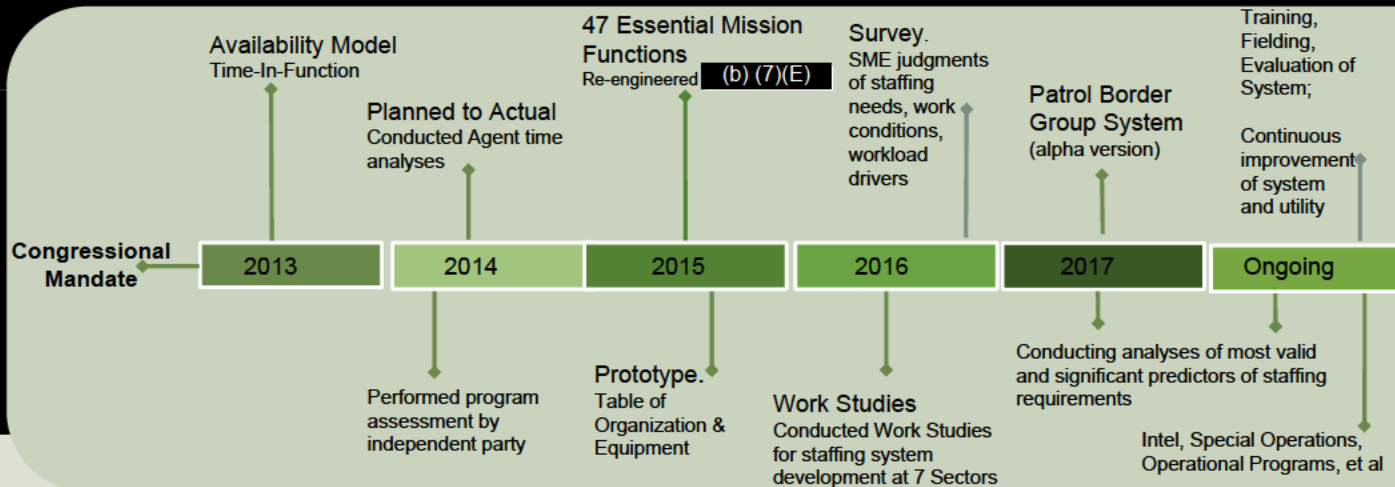 Availability Model
Time-In-Function
Planned to Actual
Conducted Agent time
analyses
47 Essential Mission
Functions
Re-engineered (b) (7)(E)
Survey.
SME judgments
of staffing
needs, work
conditions,
workload
drivers
Patrol Border
Group System
(alpha version)
Training,
Fielding,
Evaluation of
System;
Continuous
improvement
of system
and utility
Congressional
Mandate
2013
2014
2015
2016
2017
Ongoing
Performed program
assessment by
independent party
Prototype.
Table of
Organization &
Equipment
Work Studies
Conducted Work Studies
for staffing system
development at 7 Sectors
Conducting analyses of most valid
and significant predictors of staffing
requirements
Intel, Special Operations,
Operational Programs, et al